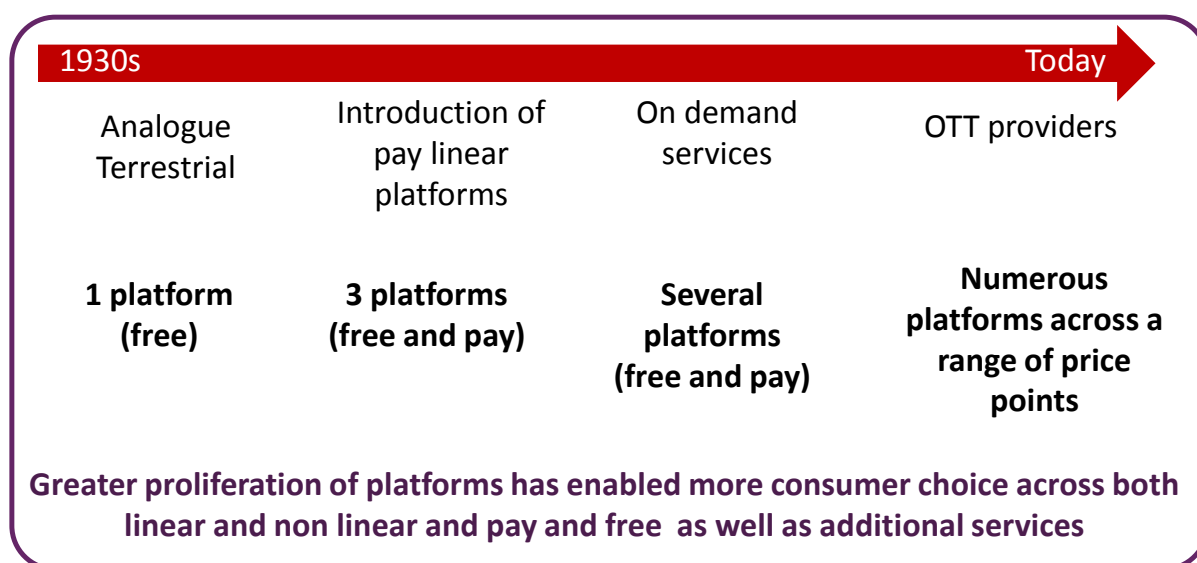 1930s
Today
Analogue
Terrestrial
Introduction of
pay linear
platforms
On demand
services
OTT providers
1 platform
(free)
3 platforms
(free and pay)
Several
platforms
(free and pay)
Numerous
platforms across a
range of price
points
Greater proliferation of platforms has enabled more consumer choice across both
linear and non linear and pay and free  as well as additional services